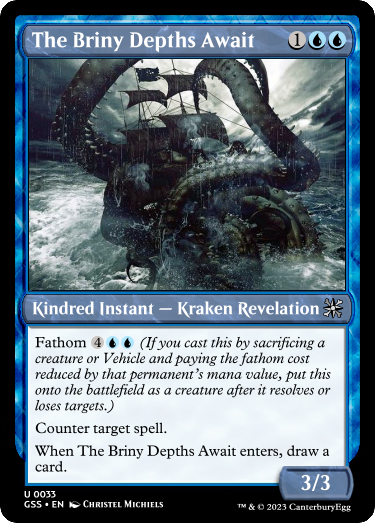 The Briny Depths Await 1
Kindred Instant — Kraken Revelation
Fathom 4 (If you cast this by sacrificing a
creature or Vehicle and paying the fathom cost
reduced by that permanent's mana value, put this
onto the battlefield as a creature after it resolves or
loses targets.)
Counter target spell.
When The Briny Depths Await enters, draw a
card.
3/3
U 0033
GSS • EN Christel Michiels
™ & © 2023 CanterburyEgg